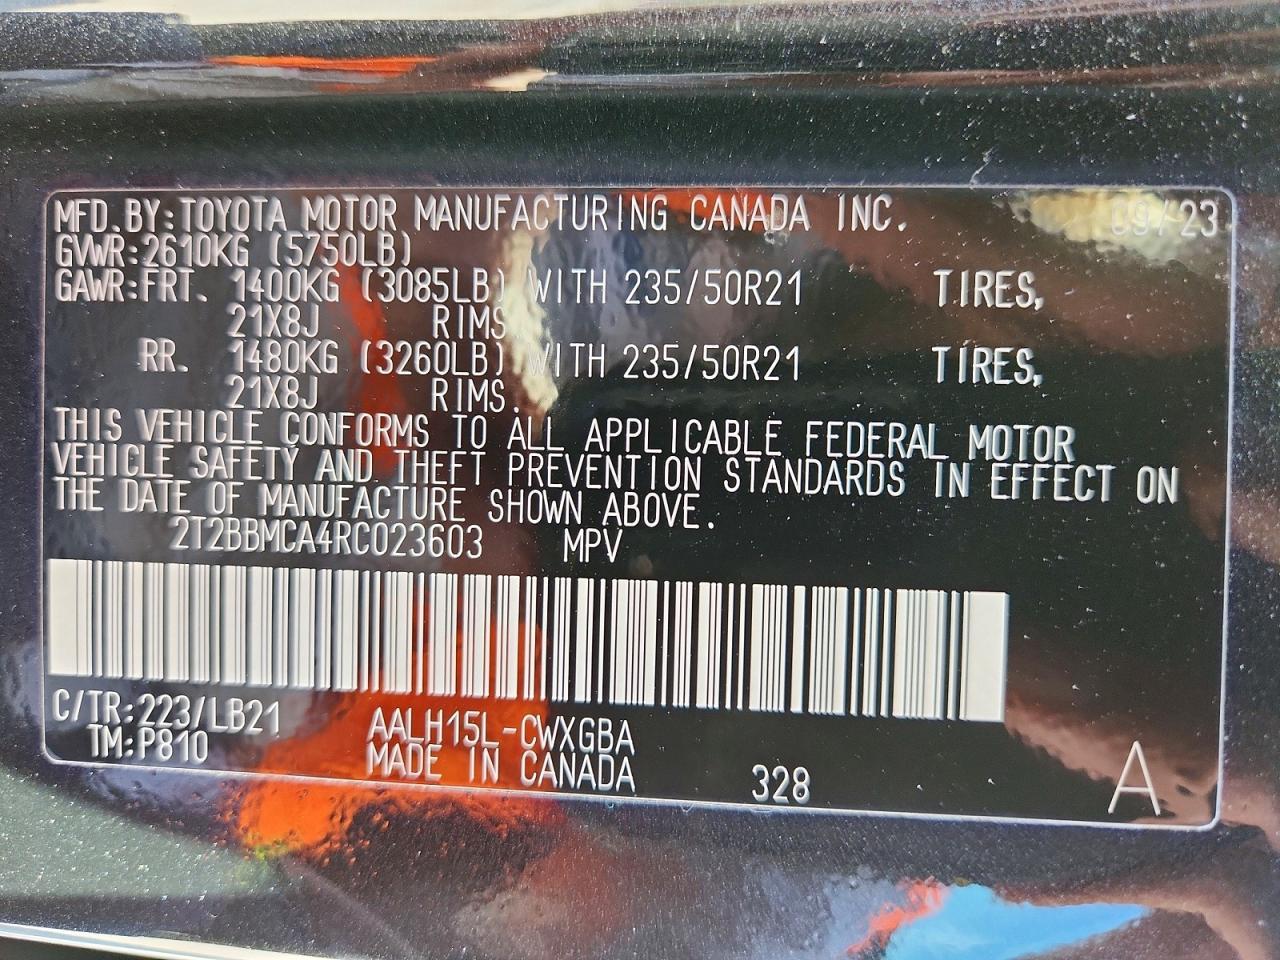 MFD.BY:TOYOTA MOTOR MANUFACTURING CANADA INC. 09/23
GVWR:2610KG (5750LB)
GAWR:FRT. 1400KG (3085LB) WITH 235/50R21 TIRES,
21X8J RIMS
RR. 1480KG (3260LB) WITH 235/50R21 TIRES,
21X8J RIMS.
THIS VEHICLE CONFORMS TO ALL APPLICABLE FEDERAL MOTOR
VEHICLE SAFETY AND THEFT PREVENTION STANDARDS IN EFFECT ON
THE DATE OF MANUFACTURE SHOWN ABOVE.
2T2BBMCA4RC023603 MPV
C/TR:223/LB21 AALH15L-CWXGBA
TM:P810 MADE IN CANADA 328 A